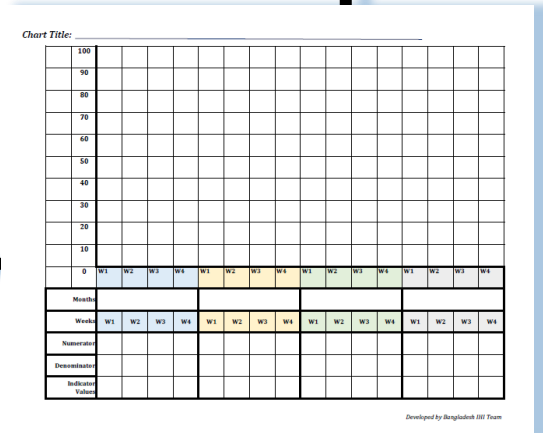 Chart Title:
100
90
80
70
60
50
40
30
20
10
0 W1 W2 W3 W4 W1 W2 W3 W4 W1 W2 W3 W4 W1 W2 W3 W4
Months
Weeks W1 W2 W3 W4 W1 W2 W3 W4 W1 W2 W3 W4 W1 W2 W3 W4
Numerator
Denominator
Indicator
Values
Developed by Bangladesh IHI Team